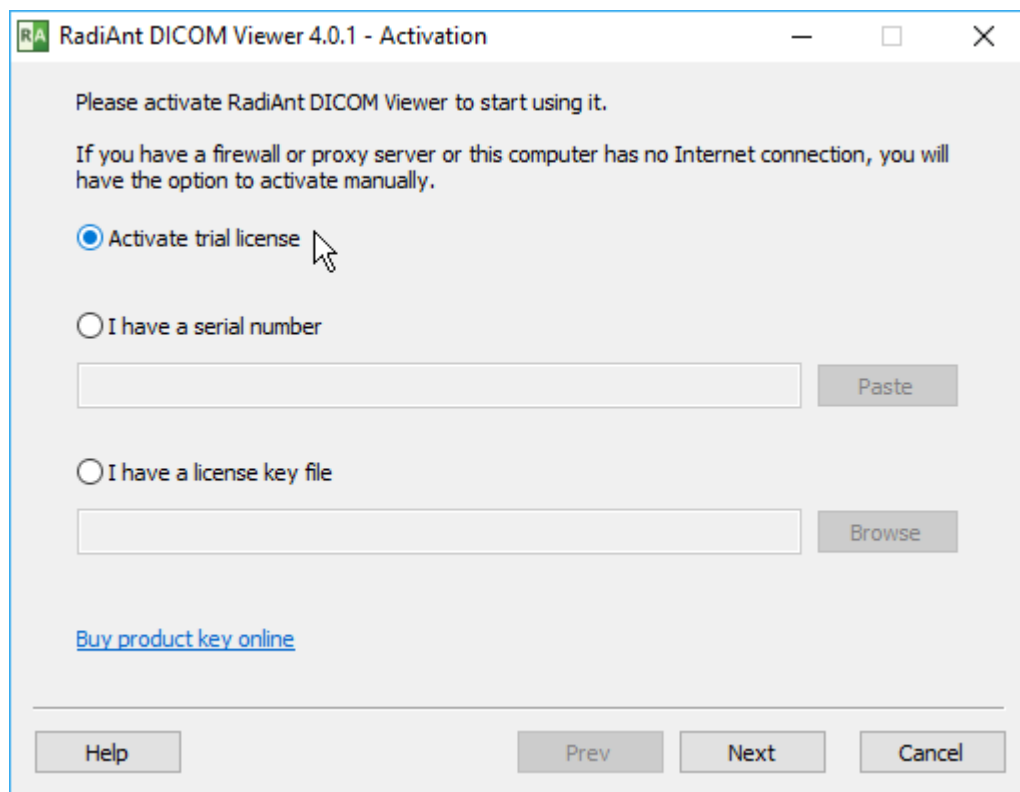 RA RadiAnt DICOM Viewer 4.0.1 - Activation
Please activate RadiAnt DICOM Viewer to start using it.
If you have a firewall or proxy server or this computer has no Internet connection, you will
have the option to activate manually.
Activate trial license
I have a serial number
Paste
I have a license key file
Browse
Buy product key online
Help Prev Next Cancel